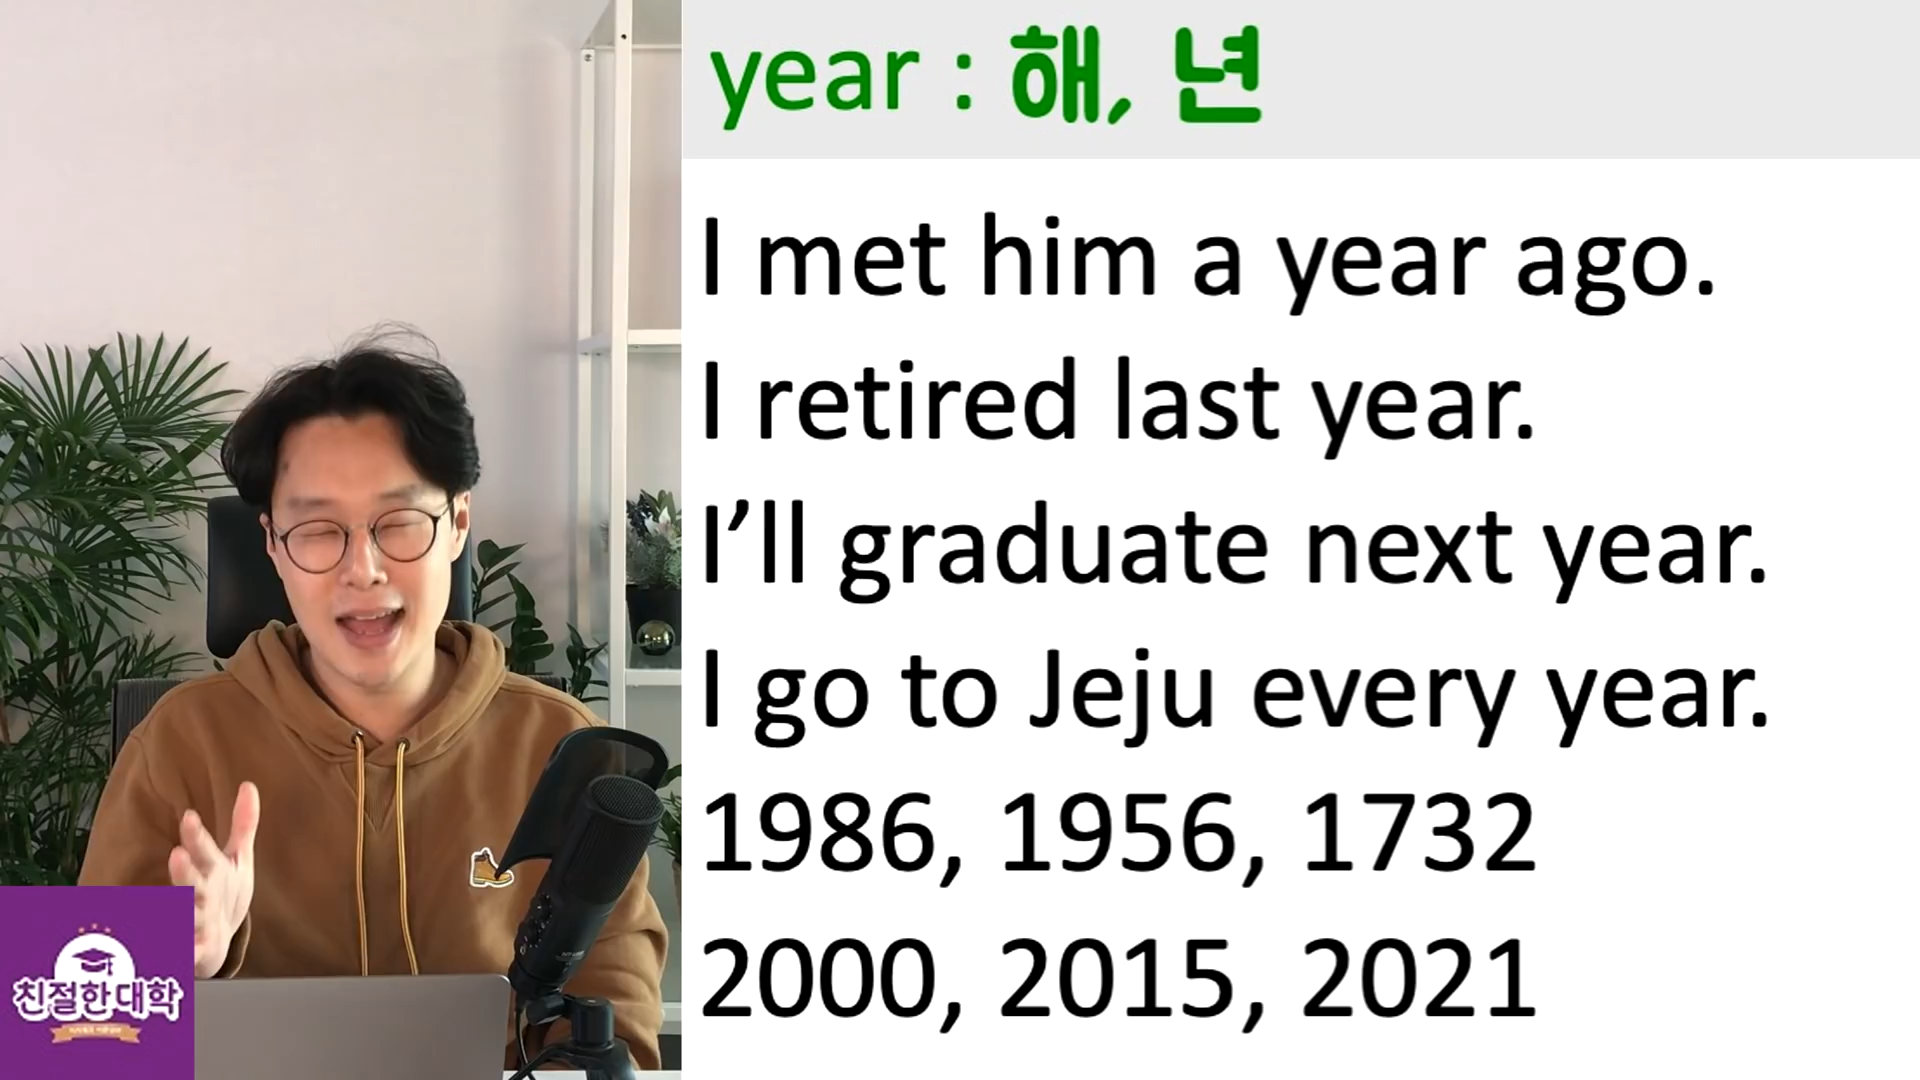 year : 해, 년
I met him a year ago.
I retired last year.
I’ll graduate next year.
I go to Jeju every year.
1986, 1956, 1732
2000, 2015, 2021
친절한대학